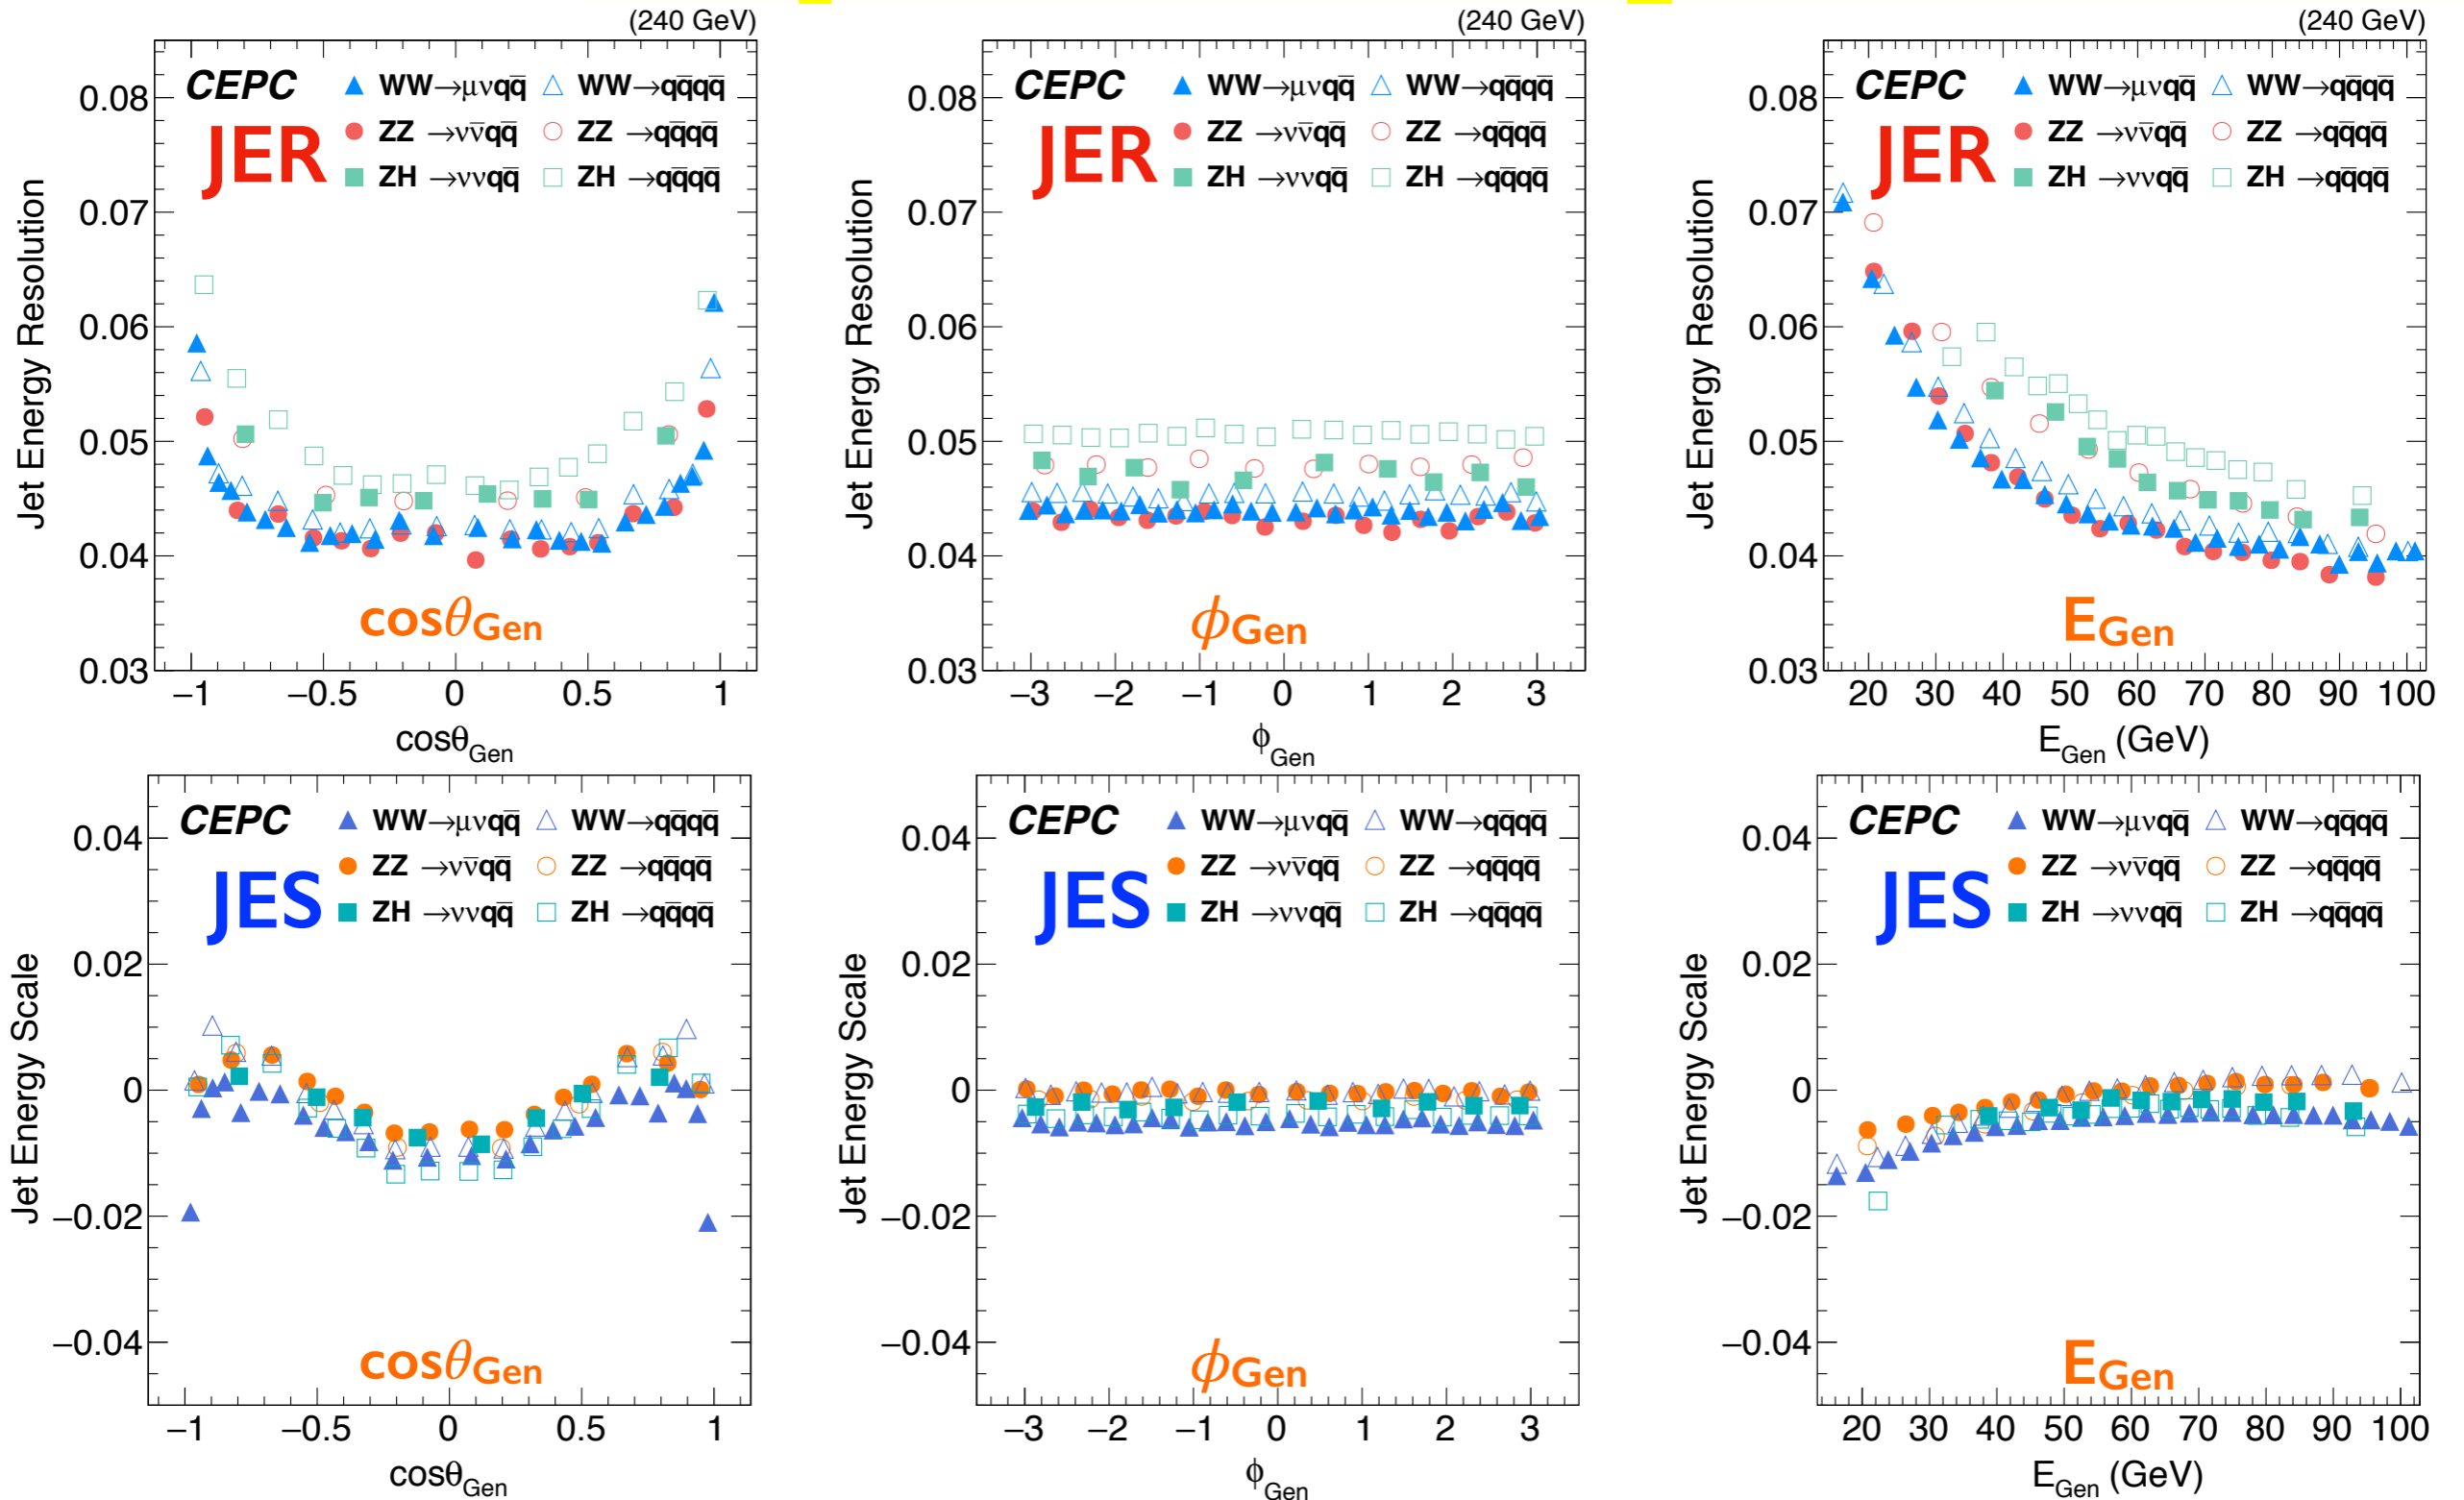 (240 GeV)
CEPC
WW→μνqq̅
WW→qq̅qq̅
JER
ZZ →νν̅qq̅
ZZ →qq̅qq̅
ZH →ννqq̅
ZH →qq̅qq̅
Jet Energy Resolution
0.08
0.07
0.06
0.05
0.04
0.03
cosθGen
−1 −0.5 0 0.5 1
cosθGen
(240 GeV)
CEPC
WW→μνqq̅
WW→qq̅qq̅
JER
ZZ →νν̅qq̅
ZZ →qq̅qq̅
ZH →ννqq̅
ZH →qq̅qq̅
Jet Energy Resolution
0.08
0.07
0.06
0.05
0.04
0.03
ϕGen
−3 −2 −1 0 1 2 3
ϕGen
(240 GeV)
CEPC
WW→μνqq̅
WW→qq̅qq̅
JER
ZZ →νν̅qq̅
ZZ →qq̅qq̅
ZH →ννqq̅
ZH →qq̅qq̅
Jet Energy Resolution
0.08
0.07
0.06
0.05
0.04
0.03
EGen
20 30 40 50 60 70 80 90 100
EGen (GeV)
CEPC
WW→μνqq̅
WW→qq̅qq̅
JES
ZZ →νν̅qq̅
ZZ →qq̅qq̅
ZH →ννqq̅
ZH →qq̅qq̅
Jet Energy Scale
0.04
0.02
0
−0.02
−0.04
cosθGen
−1 −0.5 0 0.5 1
cosθGen
CEPC
WW→μνqq̅
WW→qq̅qq̅
JES
ZZ →νν̅qq̅
ZZ →qq̅qq̅
ZH →ννqq̅
ZH →qq̅qq̅
Jet Energy Scale
0.04
0.02
0
−0.02
−0.04
ϕGen
−3 −2 −1 0 1 2 3
ϕGen
CEPC
WW→μνqq̅
WW→qq̅qq̅
JES
ZZ →νν̅qq̅
ZZ →qq̅qq̅
ZH →ννqq̅
ZH →qq̅qq̅
Jet Energy Scale
0.04
0.02
0
−0.02
−0.04
EGen
20 30 40 50 60 70 80 90 100
EGen (GeV)